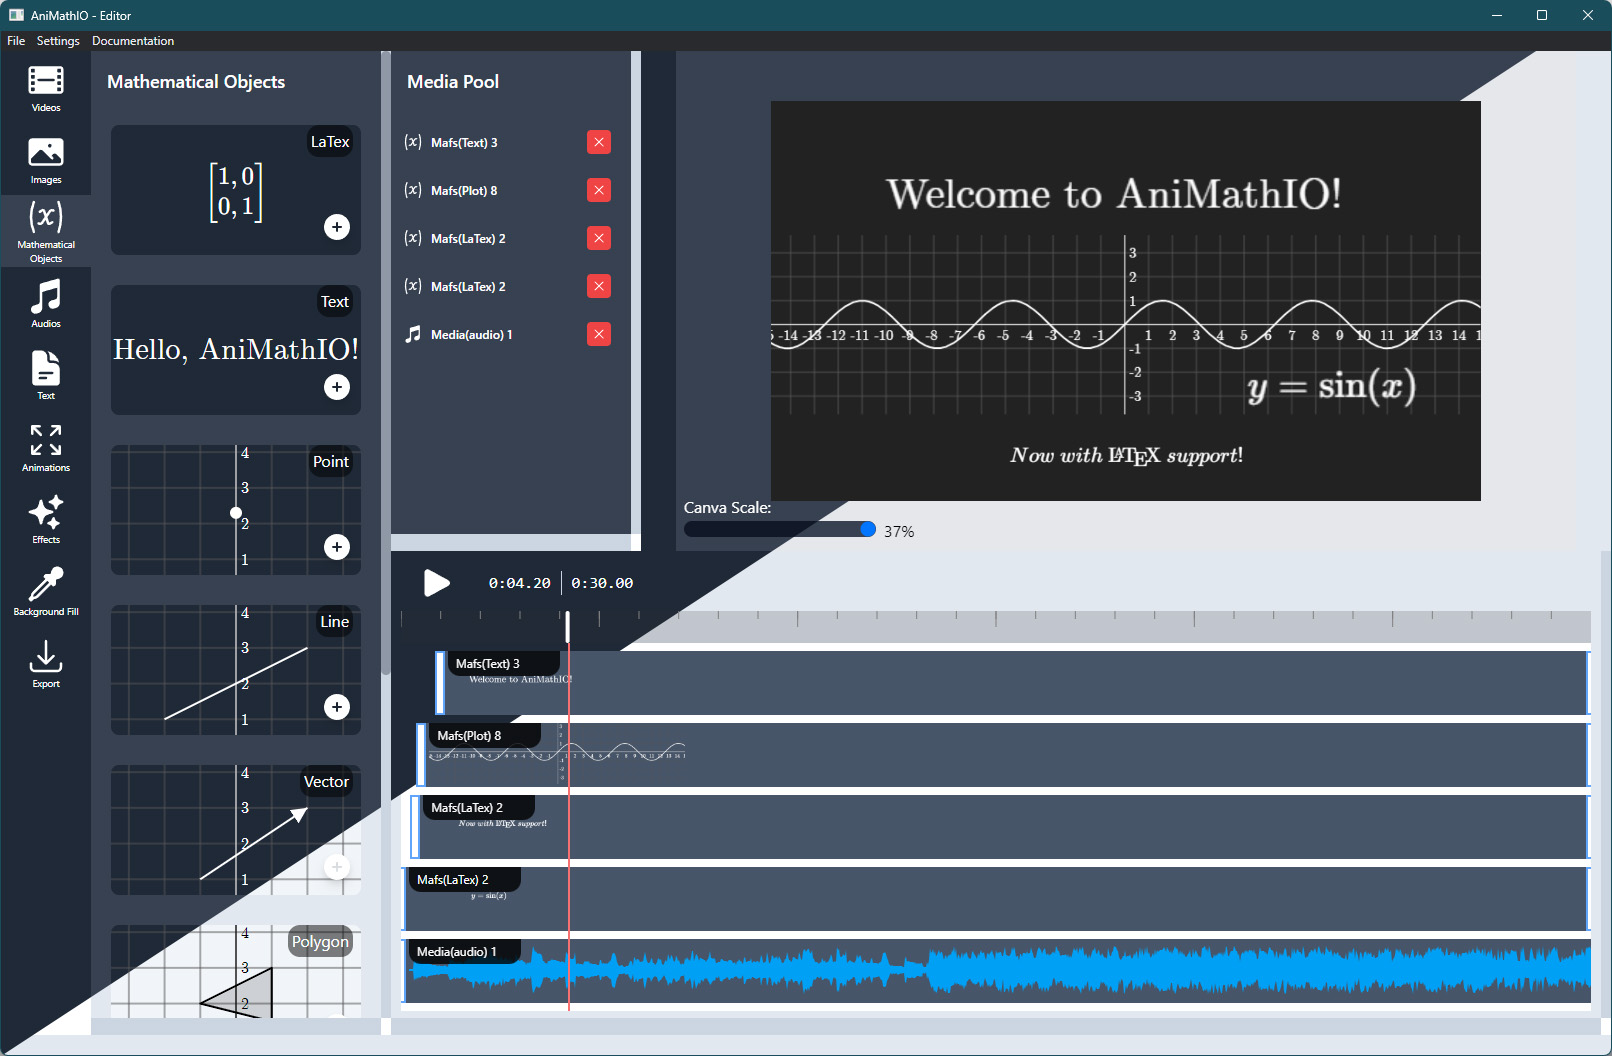 AniMathIO - Editor
File Settings Documentation
Videos
Images
(x)
Mathematical
Objects
Audios
Text
Animations
Effects
Background Fill
Export
Mathematical Objects
LaTex
[1, 0
0, 1]
Text
Hello, AniMathIO!
Point
4
3
2
1
Line
4
3
2
1
Vector
4
3
2
1
Polygon
4
3
2
Media Pool
(x) Mafs(Text) 3
(x) Mafs(Plot) 8
(x) Mafs(LaTex) 2
(x) Mafs(LaTex) 2
Media(audio) 1
Welcome to AniMathIO!
3
2
1
-14 -13 -12 -11 -10 -9 -8 -7 -6 -5 -4 -3 -2 -1 1 2 3 4 5 6 7 8 9 10 11 12 13 14
-1
-2
-3
y = sin(x)
Now with LATEX support!
Canva Scale:
37%
0:04.20 | 0:30.00
Mafs(Text) 3
Welcome to AniMathIO!
Mafs(Plot) 8
Mafs(LaTex) 2
Now with LATEX support!
Mafs(LaTex) 2
y = sin(x)
Media(audio) 1